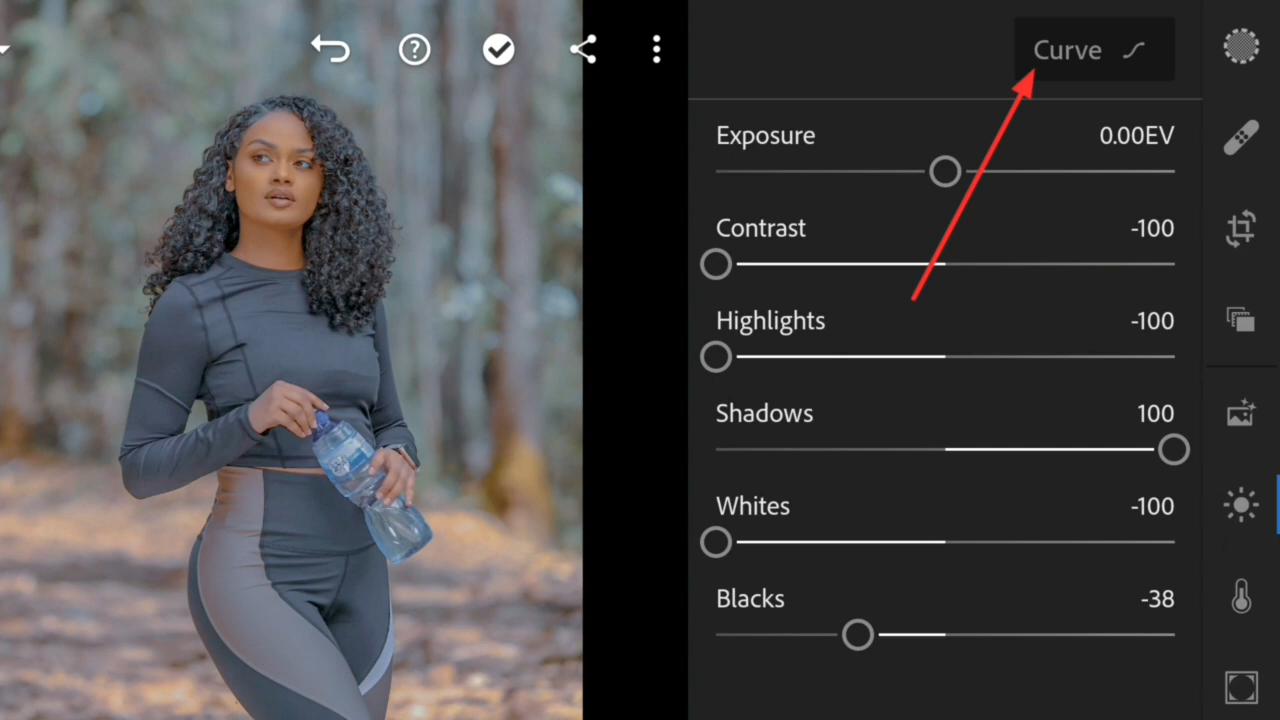 Curve
Exposure 0.00EV
Contrast -100
Highlights -100
Shadows 100
Whites -100
Blacks -38